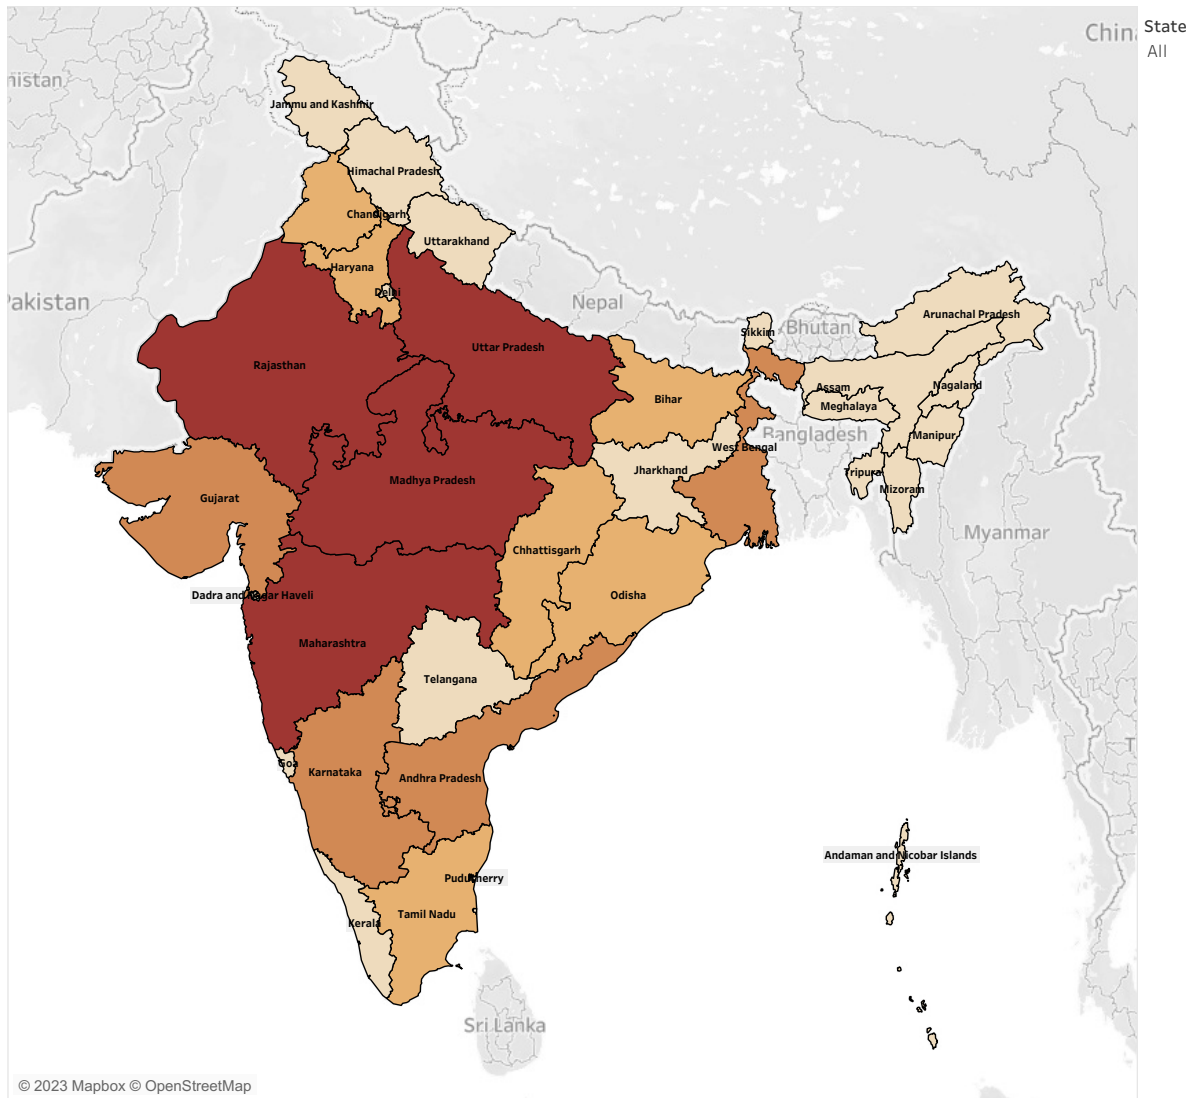 China
State
All
nistan
Jammu and Kashmir
Himachal Pradesh
Chandigarh
Uttarakhand
Haryana
Delhi
Pakistan
Nepal
Arunachal Pradesh
Sikkim
Bhutan
Uttar Pradesh
Rajasthan
Assam
Nagaland
Bihar
Meghalaya
Bangladesh
Manipur
West Bengal
Jharkhand
Tripura
Madhya Pradesh
Mizoram
Gujarat
Myanmar
Chhattisgarh
Dadra and Nagar Haveli
Odisha
Maharashtra
Telangana
T
Goa
Karnataka
Andhra Pradesh
Andaman and Nicobar Islands
Puducherry
Tamil Nadu
Kerala
Sri Lanka
© 2023 Mapbox © OpenStreetMap